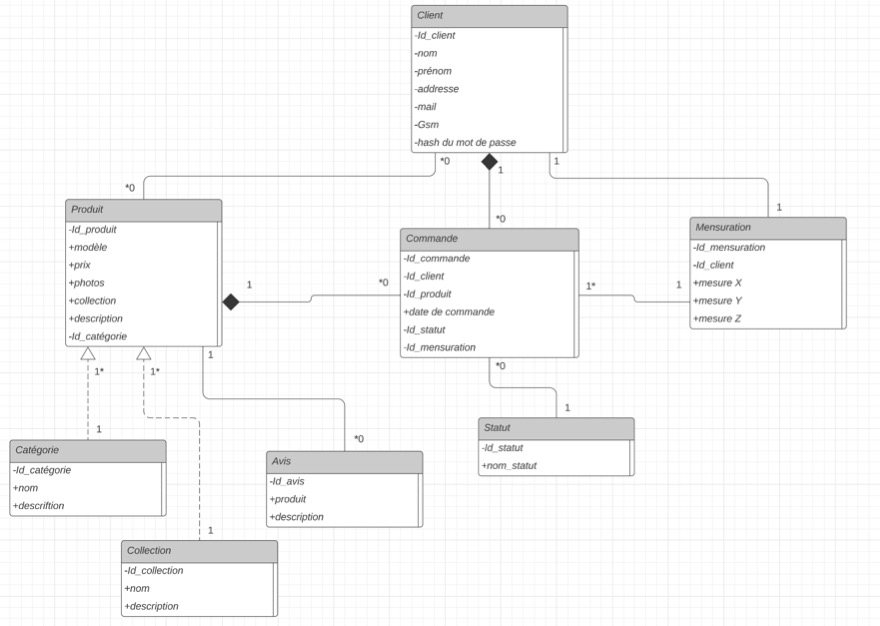 Client
-Id_client
-nom
-prénom
-addresse
-mail
-Gsm
-hash du mot de passe
*0
1
1
*0
Produit
-Id_produit
+modèle
+prix
+photos
+collection
+description
-Id_catégorie
*0
Commande
-Id_commande
-Id_client
-Id_produit
+date de commande
-Id_statut
-Id_mensuration
1
Mensuration
-Id_mensuration
-Id_client
+mesure X
+mesure Y
+mesure Z
1
*0
1*
1
1*
1*
1
*0
1
1
*0
1
Catégorie
-Id_catégorie
+nom
+descriftion
Avis
-Id_avis
+produit
+description
Statut
-Id_statut
+nom_statut
1
Collection
-Id_collection
+nom
+description